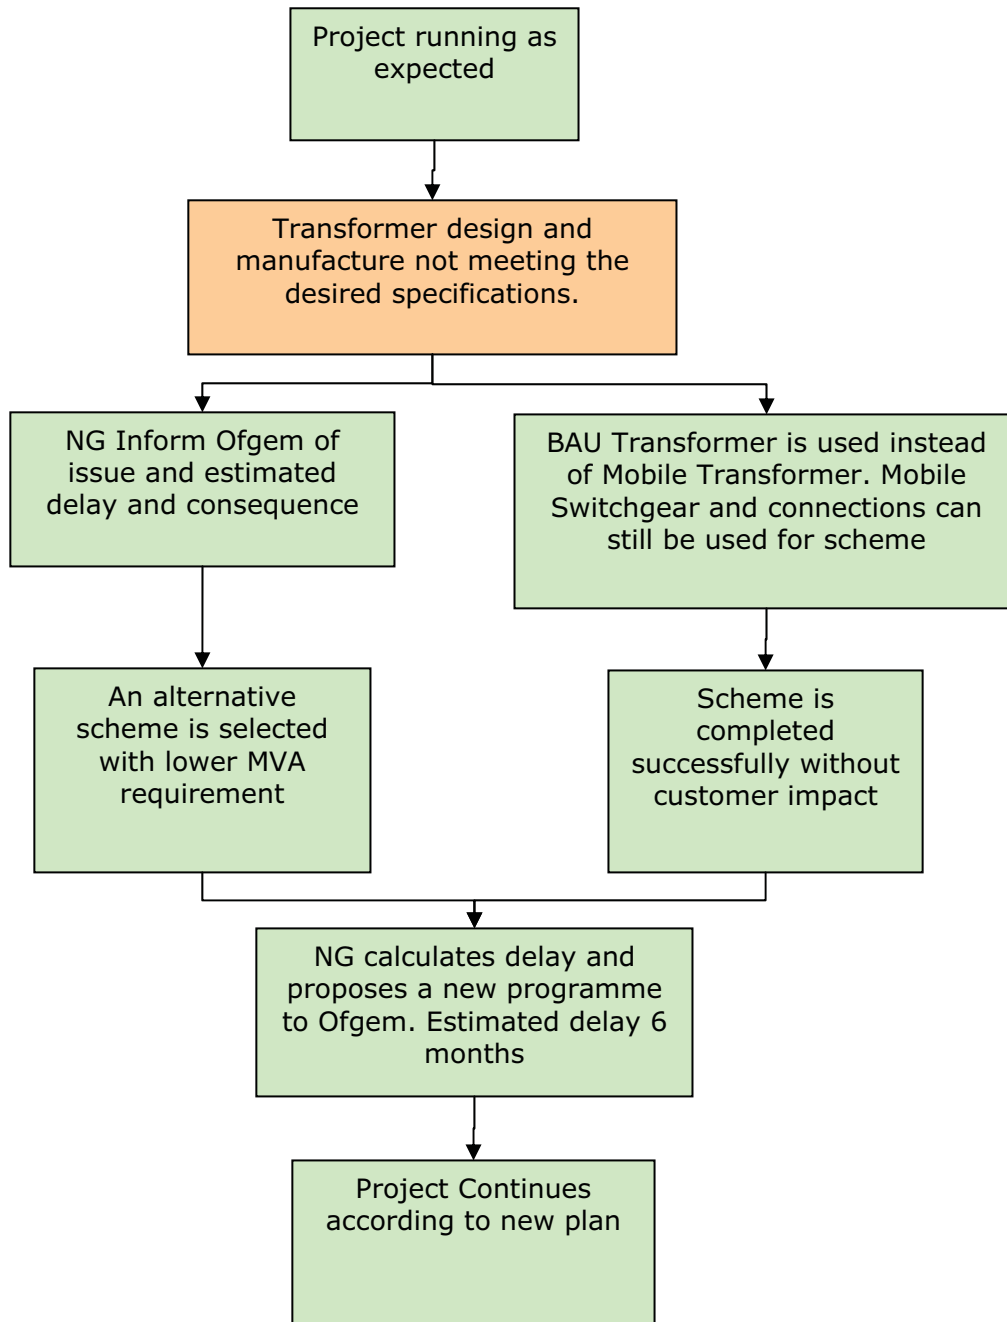 Project running as
expected
Transformer design and
manufacture not meeting the
desired specifications.
NG Inform Ofgem of
issue and estimated
delay and consequence
BAU Transformer is used instead
of Mobile Transformer. Mobile
Switchgear and connections can
still be used for scheme
An alternative
scheme is selected
with lower MVA
requirement
Scheme is
completed
successfully without
customer impact
NG calculates delay and
proposes a new programme
to Ofgem. Estimated delay 6
months
Project Continues
according to new plan